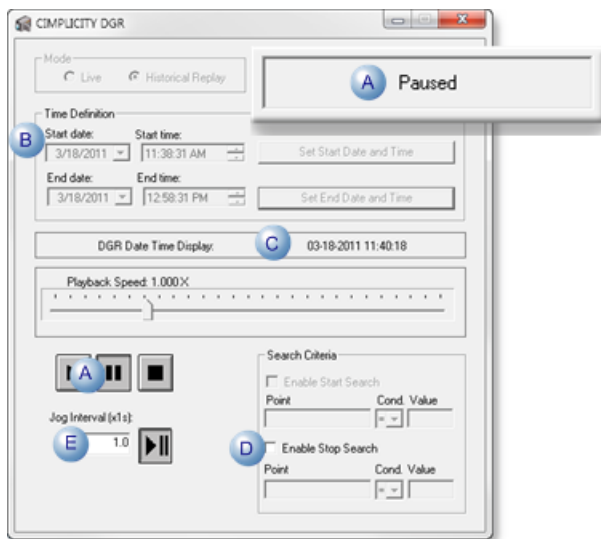 CIMPLICITY DGR
Mode
Live
Historical Replay
A
Paused
Time Definition
B
Start date:
Start time:
3/18/2011
11:38:31 AM
Set Start Date and Time
End date:
End time:
3/18/2011
12:58:31 PM
Set End Date and Time
DGR Date Time Display:
C
03-18-2011 11:40:18
Playback Speed: 1.000X
A
Search Criteria
Enable Start Search
Point
Cond.
Value
=
Jog Interval (x1s):
E
1.0
D
Enable Stop Search
Point
Cond.
Value
=